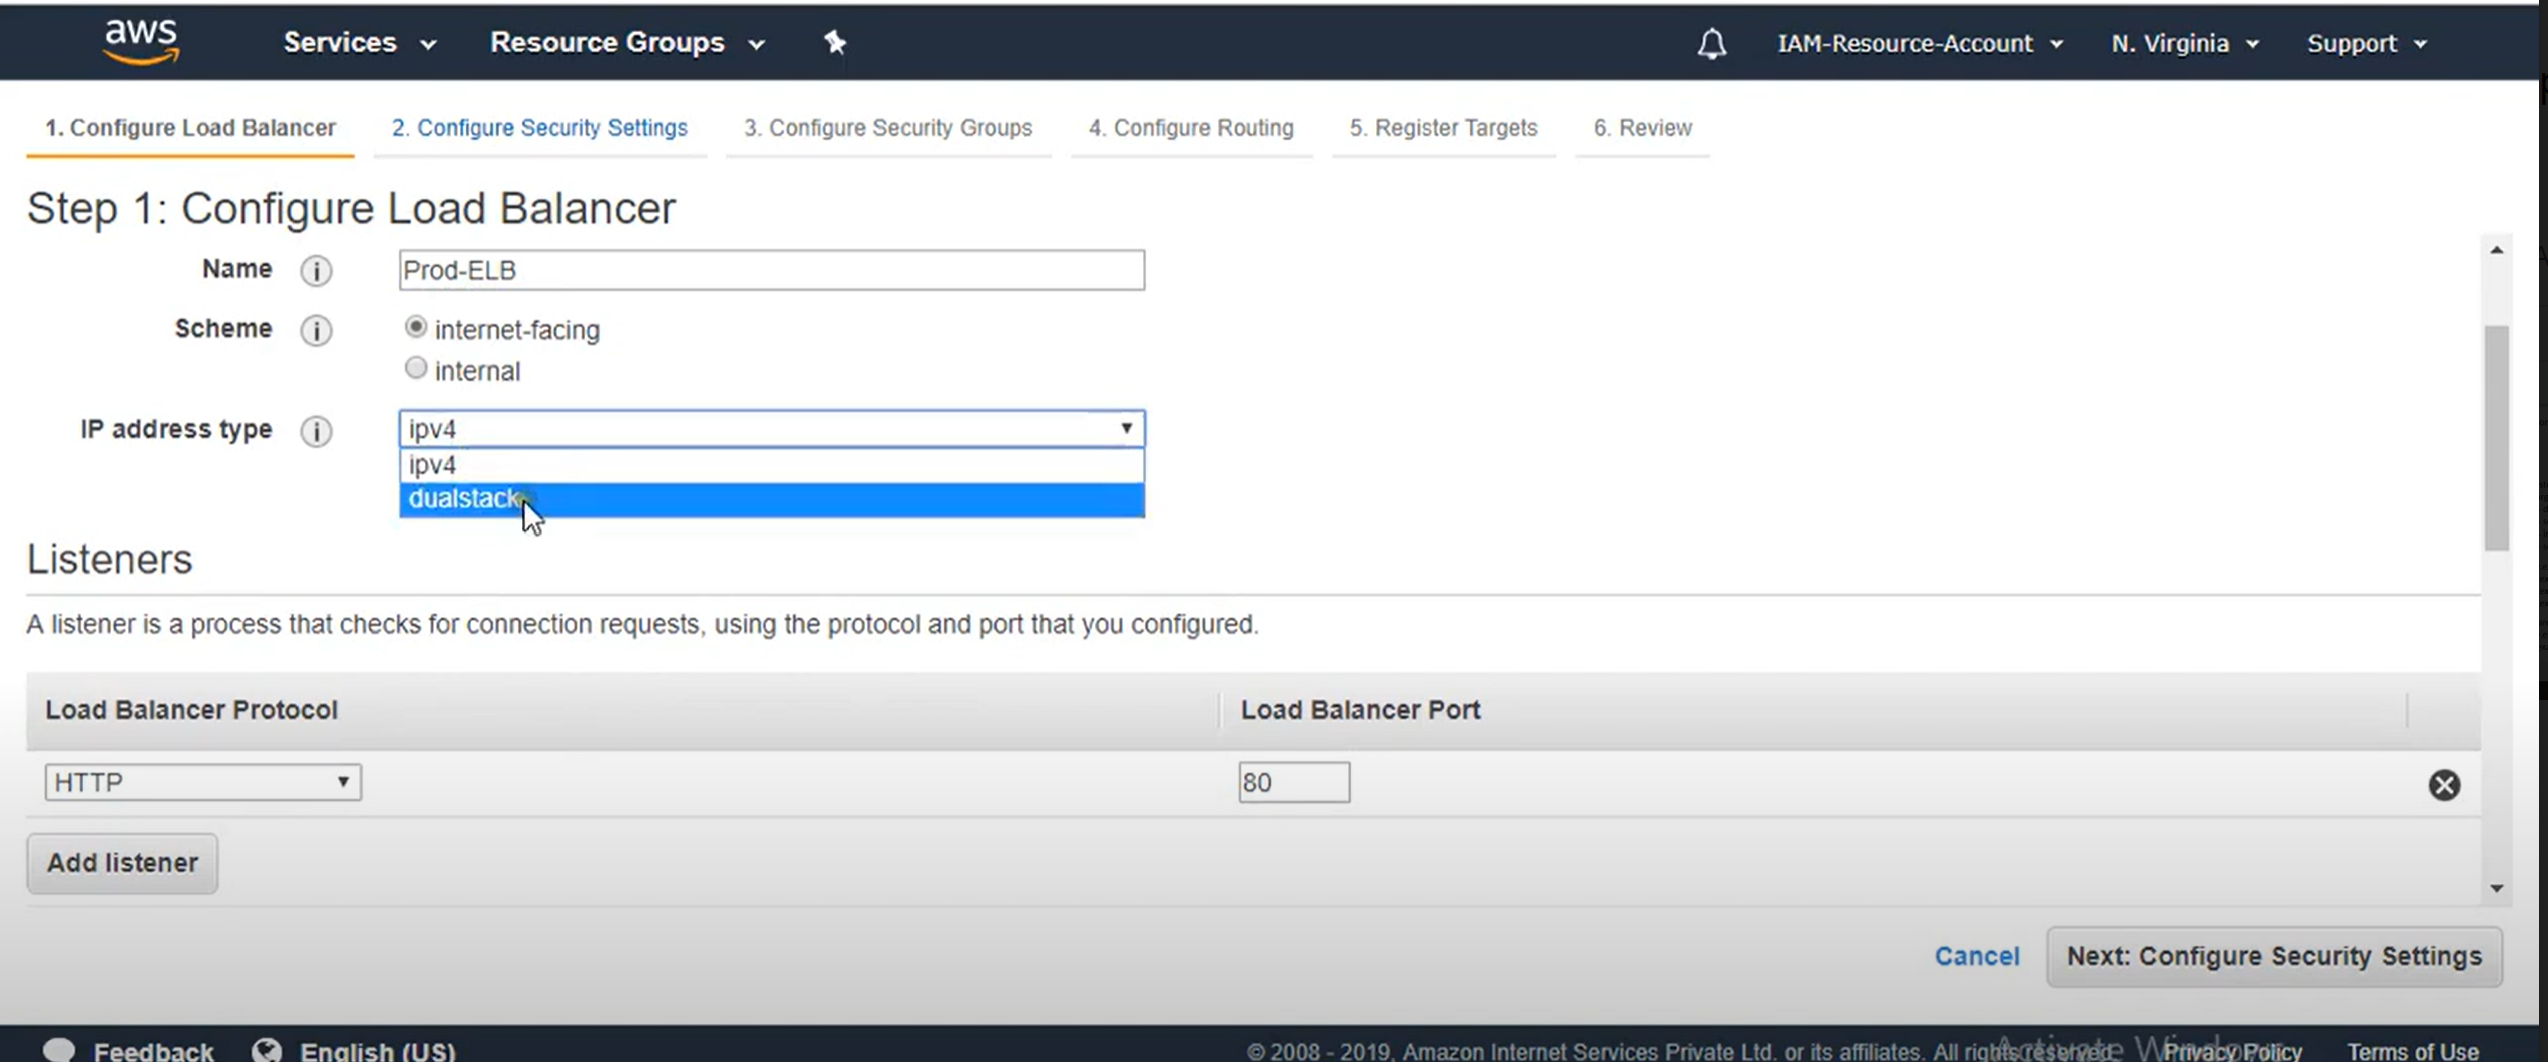 aws Services Resource Groups IAM-Resource-Account N. Virginia Support
1. Configure Load Balancer 2. Configure Security Settings 3. Configure Security Groups 4. Configure Routing 5. Register Targets 6. Review
Step 1: Configure Load Balancer
Name i Prod-ELB
Scheme i internet-facing
internal
IP address type i ipv4
ipv4
dualstack
Listeners
A listener is a process that checks for connection requests, using the protocol and port that you configured.
Load Balancer Protocol Load Balancer Port
HTTP 80
Add listener
Cancel Next: Configure Security Settings
Feedback English (US) © 2008 - 2019, Amazon Internet Services Private Ltd. or its affiliates. All rights reserved. Privacy Policy Terms of Use
Activate Windows